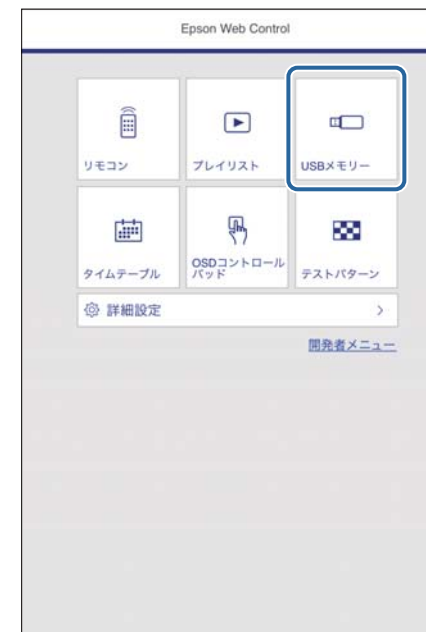 Epson Web Control
リモコン
プレイリスト
USBメモリー
タイムテーブル
OSDコントロール
パッド
テストパターン
詳細設定
開発者メニュー